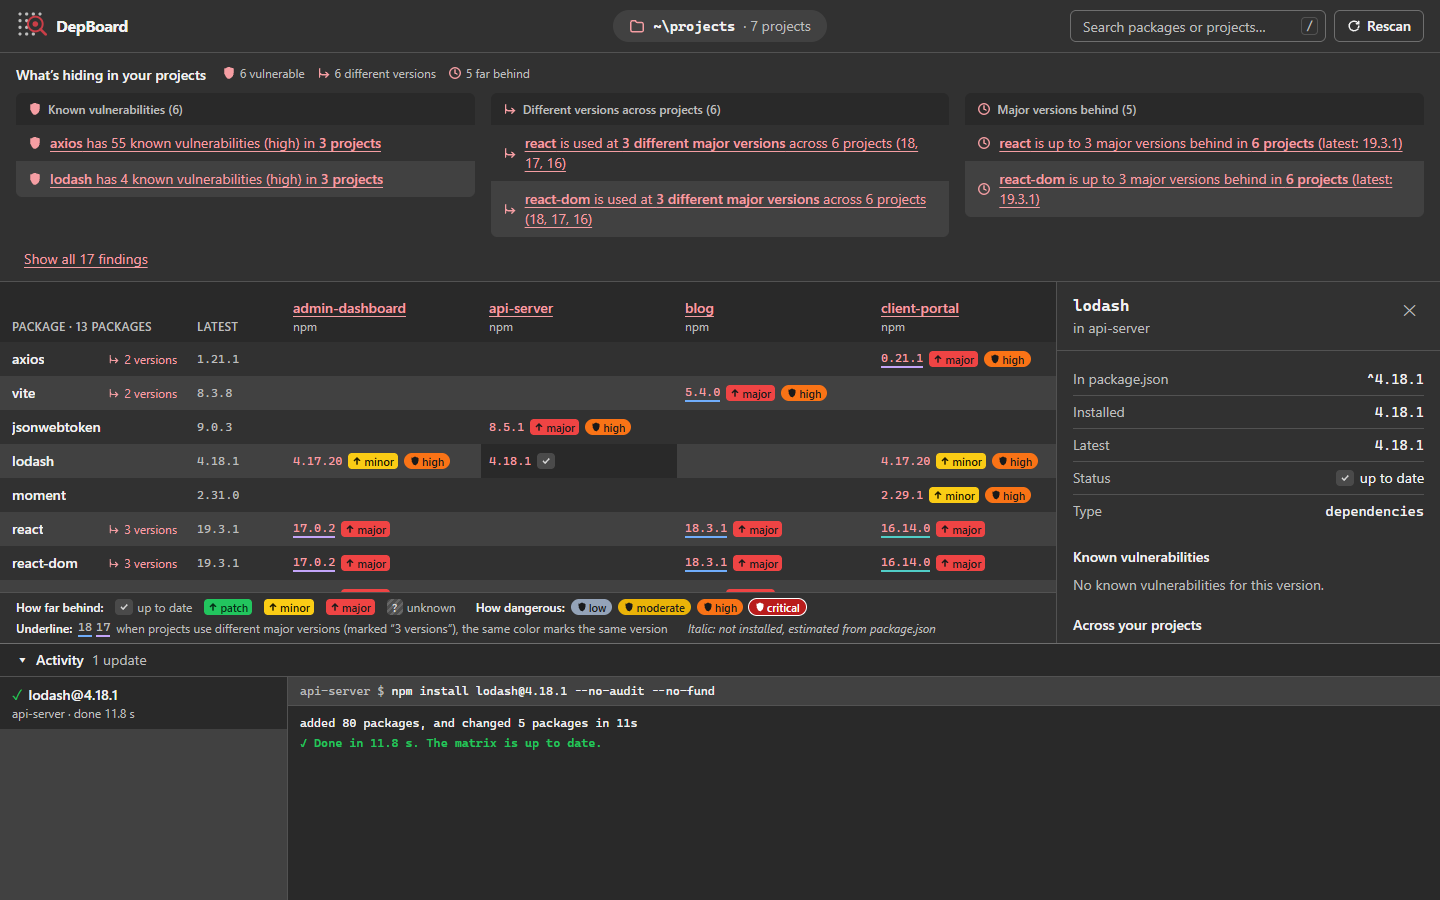 DepBoard
~\projects · 7 projects
Search packages or projects... /
Rescan
What's hiding in your projects
6 vulnerable
6 different versions
5 far behind
Known vulnerabilities (6)
axios has 55 known vulnerabilities (high) in 3 projects
lodash has 4 known vulnerabilities (high) in 3 projects
Different versions across projects (6)
react is used at 3 different major versions across 6 projects (18,
17, 16)
react-dom is used at 3 different major versions across 6 projects
(18, 17, 16)
Major versions behind (5)
react is up to 3 major versions behind in 6 projects (latest: 19.3.1)
react-dom is up to 3 major versions behind in 6 projects (latest:
19.3.1)
Show all 17 findings
PACKAGE · 13 PACKAGES LATEST admin-dashboard api-server blog client-portal
npm npm npm npm
axios 2 versions 1.21.1 0.21.1 major high
vite 2 versions 8.3.8 5.4.0 major high
jsonwebtoken 9.0.3 8.5.1 major high
lodash 4.18.1 4.17.20 minor high 4.18.1 4.17.20 minor high
moment 2.31.0 2.29.1 minor high
react 3 versions 19.3.1 17.0.2 major 18.3.1 major 16.14.0 major
react-dom 3 versions 19.3.1 17.0.2 major 18.3.1 major 16.14.0 major
How far behind: up to date patch minor major ? unknown How dangerous: low moderate high critical
Underline: 18 17 when projects use different major versions (marked "3 versions"), the same color marks the same version Italic: not installed, estimated from package.json
lodash
in api-server
In package.json ^4.18.1
Installed 4.18.1
Latest 4.18.1
Status up to date
Type dependencies
Known vulnerabilities
No known vulnerabilities for this version.
Across your projects
Activity 1 update
✓ lodash@4.18.1
api-server · done 11.8 s
api-server $ npm install lodash@4.18.1 --no-audit --no-fund
added 80 packages, and changed 5 packages in 11s
✓ Done in 11.8 s. The matrix is up to date.